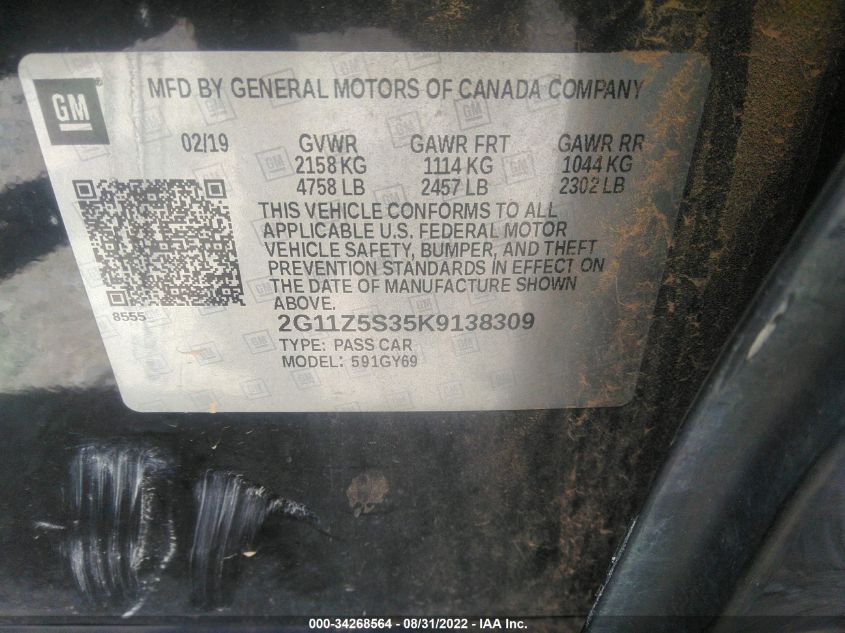 GM
MFD BY GENERAL MOTORS OF CANADA COMPANY
02/19 GVWR GAWR FRT GAWR RR
2158 KG 1114 KG 1044 KG
4758 LB 2457 LB 2302 LB
THIS VEHICLE CONFORMS TO ALL
APPLICABLE U.S. FEDERAL MOTOR
VEHICLE SAFETY, BUMPER, AND THEFT
PREVENTION STANDARDS IN EFFECT ON
THE DATE OF MANUFACTURE SHOWN
ABOVE.
8555
2G11Z5S35K9138309
TYPE: PASS CAR
MODEL: 591GY69
000-34268564 - 08/31/2022 - IAA Inc.